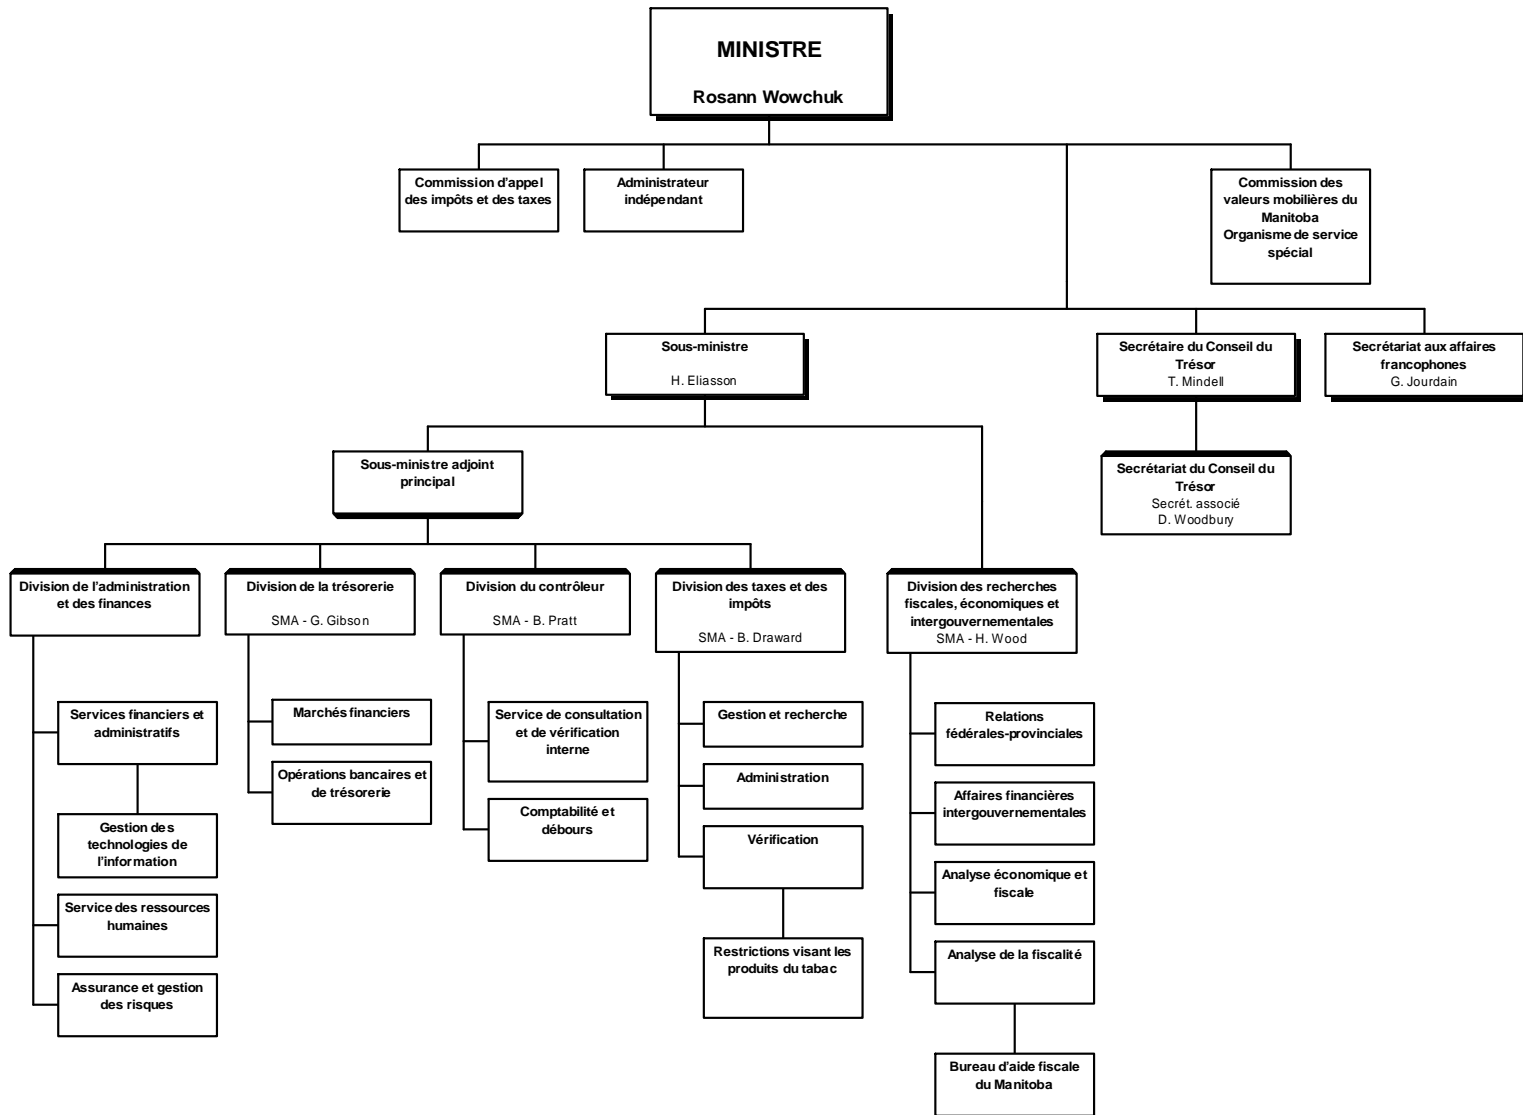 MINISTRE
Rosann Wowchuk
Commission d'appel
des impôts et des taxes
Administrateur
indépendant
Commission des
valeurs mobilières du
Manitoba
Organisme de service
spécial
Sous-ministre
H. Eliasson
Secrétaire du Conseil du
Trésor
T. Mindell
Secrétariat aux affaires
francophones
G. Jourdain
Sous-ministre adjoint
principal
Secrétariat du Conseil du
Trésor
Secrét. associé
D. Woodbury
Division de l'administration
et des finances
Division de la trésorerie
SMA - G. Gibson
Division du contrôleur
SMA - B. Pratt
Division des taxes et des
impôts
SMA - B. Draward
Division des recherches
fiscales, économiques et
intergouvernementales
SMA - H. Wood
Services financiers et
administratifs
Gestion des
technologies de
l'information
Service des ressources
humaines
Assurance et gestion
des risques
Marchés financiers
Opérations bancaires et
de trésorerie
Service de consultation
et de vérification
interne
Comptabilité et
débours
Gestion et recherche
Administration
Vérification
Restrictions visant les
produits du tabac
Relations
fédérales-provinciales
Affaires financières
intergouvernementales
Analyse économique et
fiscale
Analyse de la fiscalité
Bureau d'aide fiscale
du Manitoba